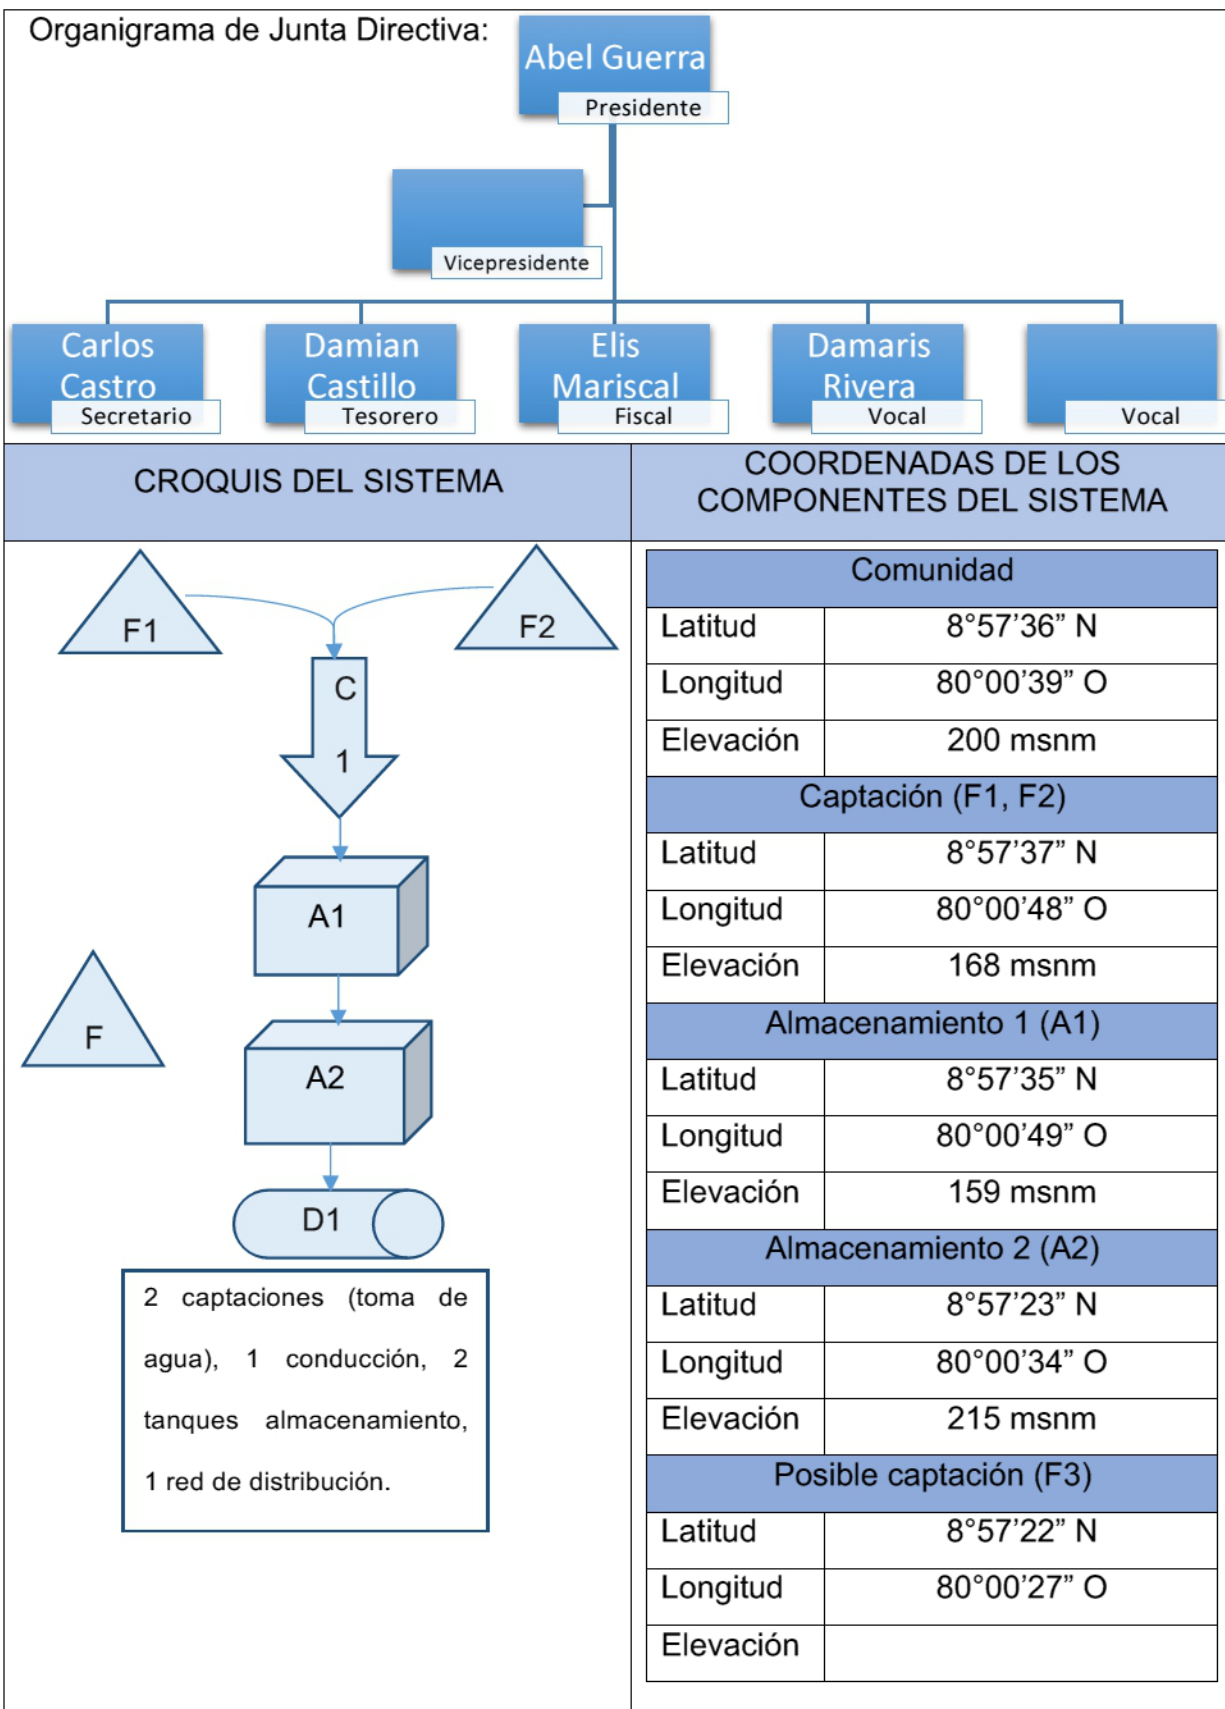 Organigrama de Junta Directiva:
Abel Guerra
Presidente
Vicepresidente
Carlos
Castro
Secretario
Damian
Castillo
Tesorero
Elis
Mariscal
Fiscal
Damaris
Rivera
Vocal
Vocal
CROQUIS DEL SISTEMA
F1
F2
C
1
A1
F
A2
D1
2 captaciones (toma de
agua), 1 conducción, 2
tanques almacenamiento,
1 red de distribución.
COORDENADAS DE LOS
COMPONENTES DEL SISTEMA
Comunidad
Latitud 8°57’36” N
Longitud 80°00’39” O
Elevación 200 msnm
Captación (F1, F2)
Latitud 8°57’37” N
Longitud 80°00’48” O
Elevación 168 msnm
Almacenamiento 1 (A1)
Latitud 8°57’35” N
Longitud 80°00’49” O
Elevación 159 msnm
Almacenamiento 2 (A2)
Latitud 8°57’23” N
Longitud 80°00’34” O
Elevación 215 msnm
Posible captación (F3)
Latitud 8°57’22” N
Longitud 80°00’27” O
Elevación